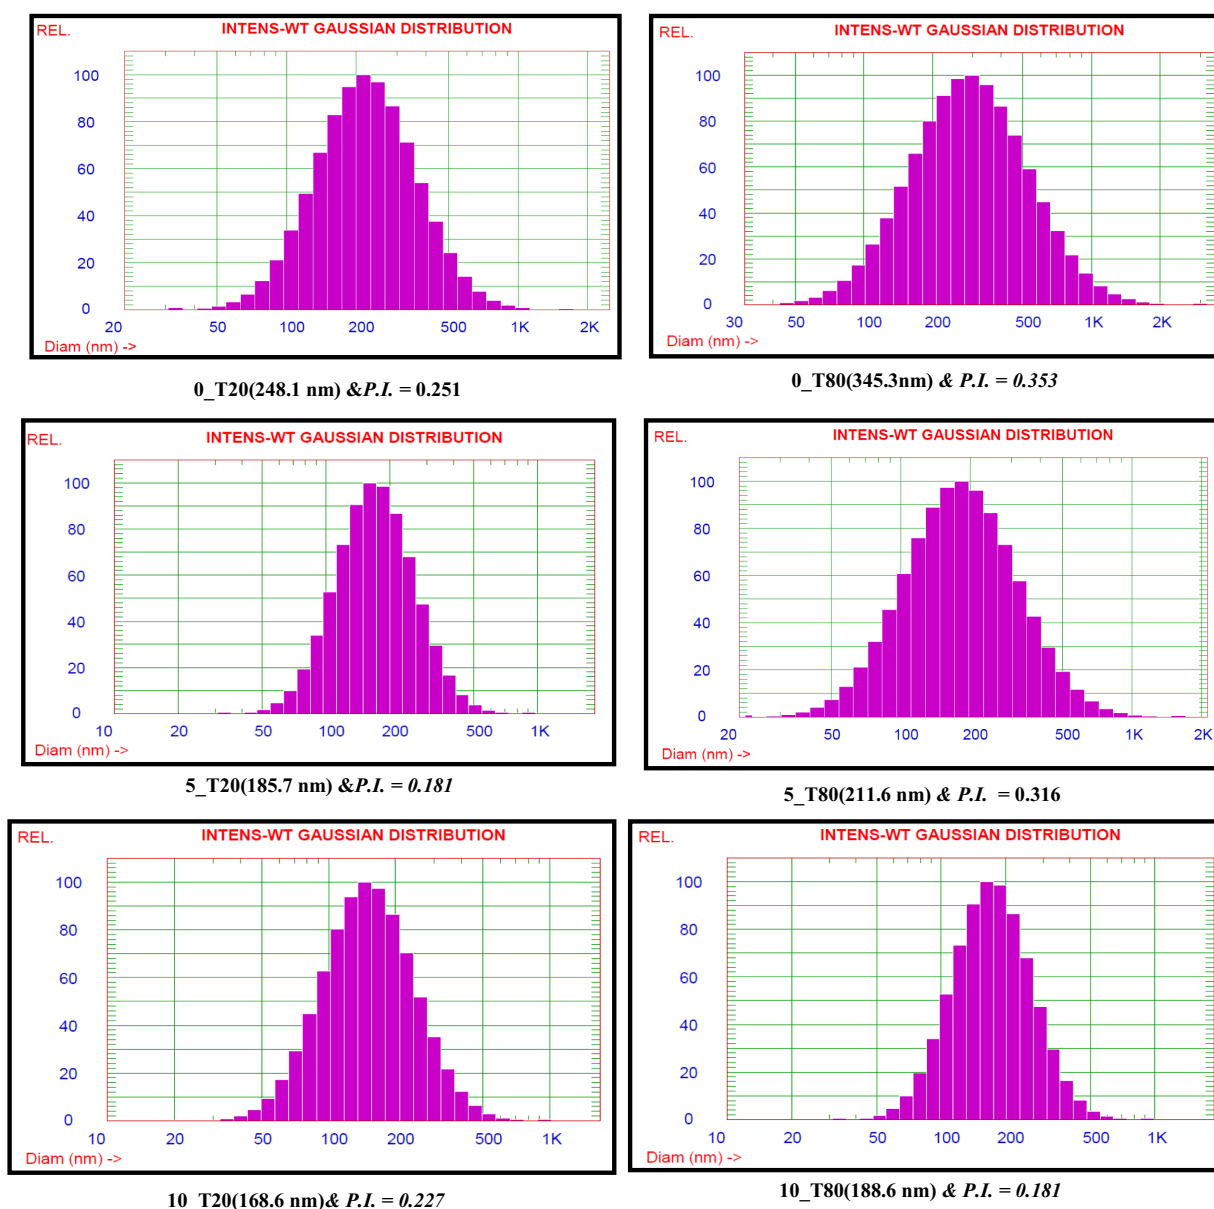 REL. INTENS-WT GAUSSIAN DISTRIBUTION
100
80
60
40
20
0
20 50 100 200 500 1K 2K
Diam (nm) ->
0_T20(248.1 nm) &P.I. = 0.251
REL. INTENS-WT GAUSSIAN DISTRIBUTION
100
80
60
40
20
0
30 50 100 200 500 1K 2K
Diam (nm) ->
0_T80(345.3nm) & P.I. = 0.353
REL. INTENS-WT GAUSSIAN DISTRIBUTION
100
80
60
40
20
0
10 20 50 100 200 500 1K
Diam (nm) ->
5_T20(185.7 nm) &P.I. = 0.181
REL. INTENS-WT GAUSSIAN DISTRIBUTION
100
80
60
40
20
0
20 50 100 200 500 1K 2K
Diam (nm) ->
5_T80(211.6 nm) & P.I. = 0.316
REL. INTENS-WT GAUSSIAN DISTRIBUTION
100
80
60
40
20
0
10 20 50 100 200 500 1K
Diam (nm) ->
10_T20(168.6 nm)& P.I. = 0.227
REL. INTENS-WT GAUSSIAN DISTRIBUTION
100
80
60
40
20
0
10 20 50 100 200 500 1K
Diam (nm) ->
10_T80(188.6 nm) & P.I. = 0.181